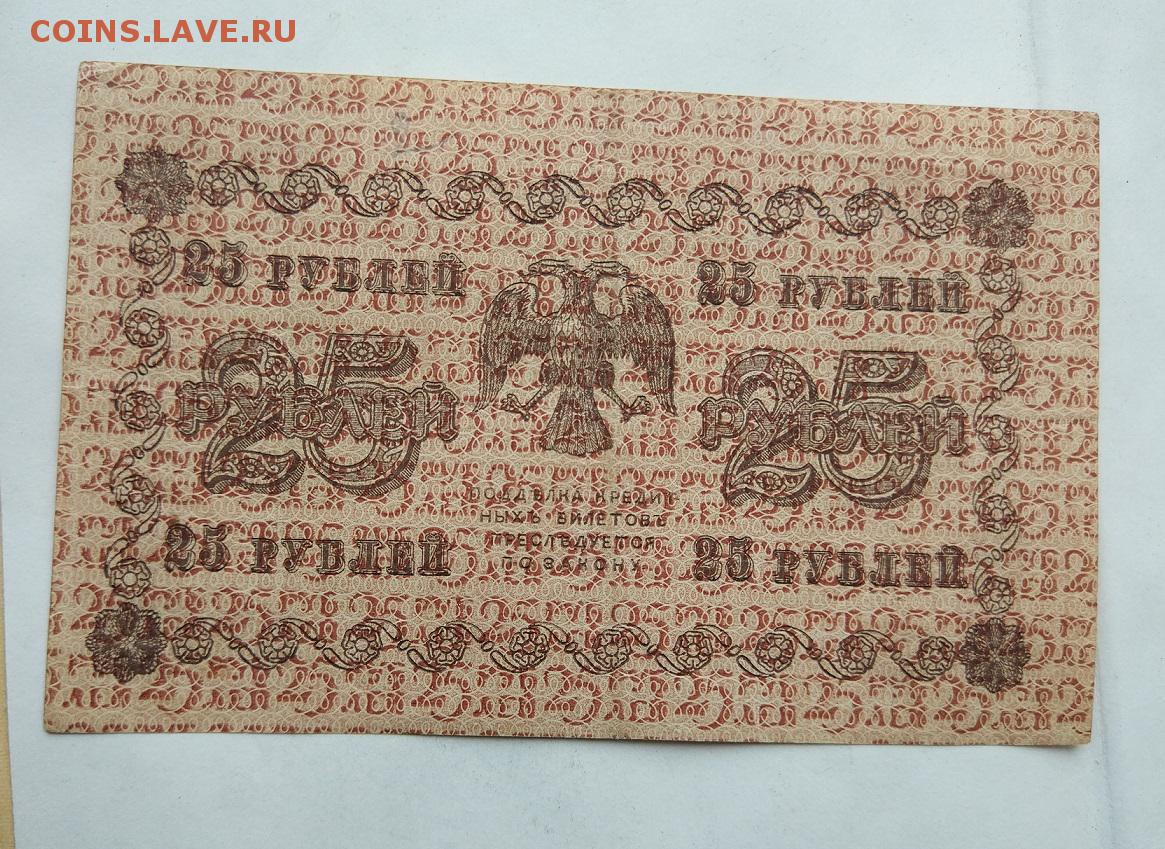 COINS.LAVE.RU
25 РУБЛЕЙ 25 РУБЛЕЙ
25 РУБЛЕЙ 25 РУБЛЕЙ
ПОДДѢЛКА КРЕДИТ-
НЫХЪ БИЛЕТОВЪ
ПРЕСЛѢДУЕТСЯ
ПО ЗАКОНУ
25 РУБЛЕЙ 25 РУБЛЕЙ